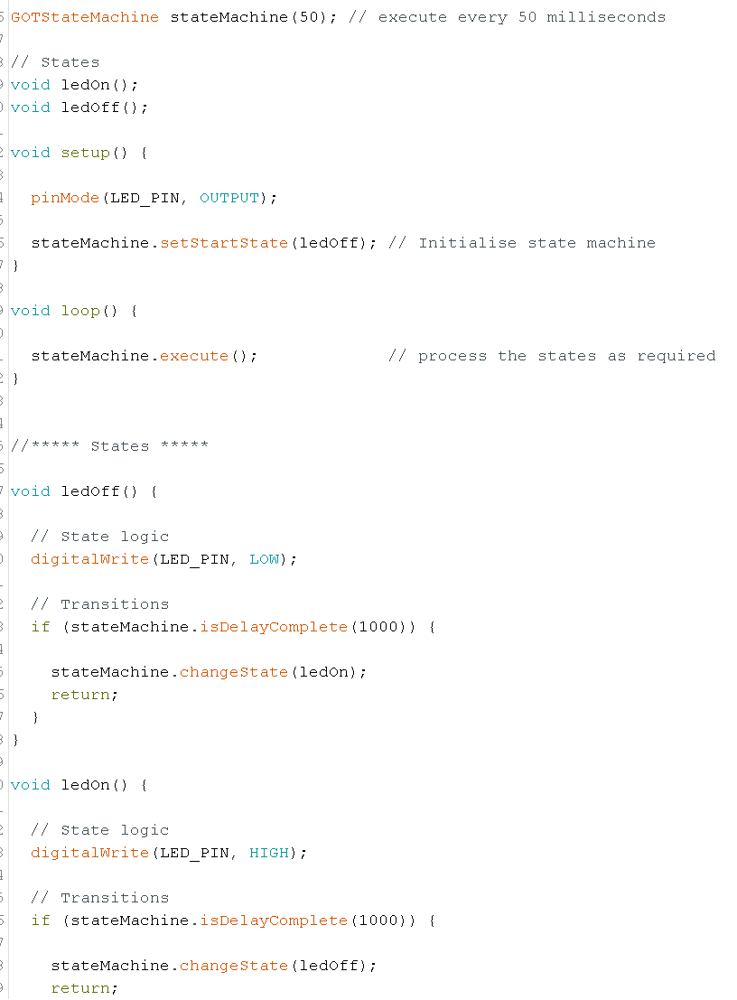 GOTStateMachine stateMachine(50); // execute every 50 milliseconds
// States
void ledOn();
void ledOff();
void setup() {
pinMode(LED_PIN, OUTPUT);
stateMachine.setStartState(ledOff); // Initialise state machine
}
void loop() {
stateMachine.execute(); // process the states as required
}
//***** States *****
void ledOff() {
// State logic
digitalWrite(LED_PIN, LOW);
// Transitions
if (stateMachine.isDelayComplete(1000)) {
stateMachine.changeState(ledOn);
return;
}
}
void ledOn() {
// State logic
digitalWrite(LED_PIN, HIGH);
// Transitions
if (stateMachine.isDelayComplete(1000)) {
stateMachine.changeState(ledOff);
return;